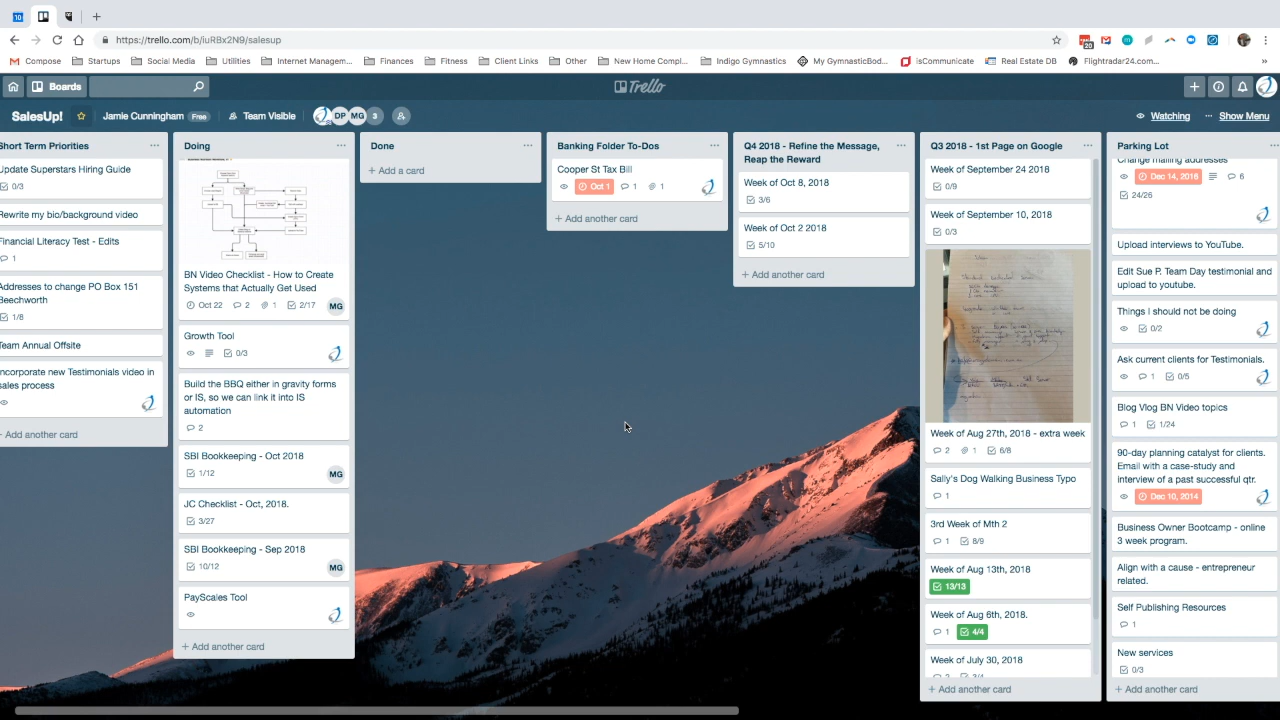 10
https://trello.com/b/iuRBx2N9/salesup
20
Compose
Startups
Social Media
Utilities
Internet Managem...
Finances
Fitness
Client Links
Other
New Home Compl...
Indigo Gymnastics
My GymnasticBod...
isCommunicate
Real Estate DB
Flightradar24.com...
»
Boards
Trello
SalesUp!
Jamie Cunningham
Free
Team Visible
DP
MG
3
Watching
Show Menu
Short Term Priorities
Update Superstars Hiring Guide
0/3
Rewrite my bio/background video
Financial Literacy Test - Edits
1
Addresses to change PO Box 151
Beechworth
1/8
Team Annual Offsite
Incorporate new Testimonials video in
sales process
+ Add another card
Doing
BN Video Checklist - How to Create
Systems that Actually Get Used
Oct 22
2
1
2/17
MG
Growth Tool
0/3
Build the BBQ either in gravity forms
or IS, so we can link it into IS
automation
2
SBI Bookkeeping - Oct 2018
1/12
MG
JC Checklist - Oct, 2018.
3/27
SBI Bookkeeping - Sep 2018
10/12
MG
PayScales Tool
+ Add another card
Done
+ Add a card
Banking Folder To-Dos
Cooper St Tax Bill
Oct 1
1
1
+ Add another card
Q4 2018 - Refine the Message,
Reap the Reward
Week of Oct 8, 2018
3/6
Week of Oct 2 2018
5/10
+ Add another card
Q3 2018 - 1st Page on Google
Week of September 24 2018
0/9
Week of September 10, 2018
0/3
Week of Aug 27th, 2018 - extra week
2
1
6/8
Sally's Dog Walking Business Typo
1
3rd Week of Mth 2
1
8/9
Week of Aug 13th, 2018
13/13
Week of Aug 6th, 2018.
1
4/4
Week of July 30, 2018
2
3/4
+ Add another card
Parking Lot
Change mailing addresses
Dec 14, 2016
6
24/26
Upload interviews to YouTube.
Edit Sue P. Team Day testimonial and
upload to youtube.
Things I should not be doing
0/2
Ask current clients for Testimonials.
1
0/5
Blog Vlog BN Video topics
1
1/24
90-day planning catalyst for clients.
Email with a case-study and
interview of a past successful qtr.
Dec 10, 2014
Business Owner Bootcamp - online
3 week program.
Align with a cause - entrepreneur
related.
Self Publishing Resources
1
New services
0/3
+ Add another card